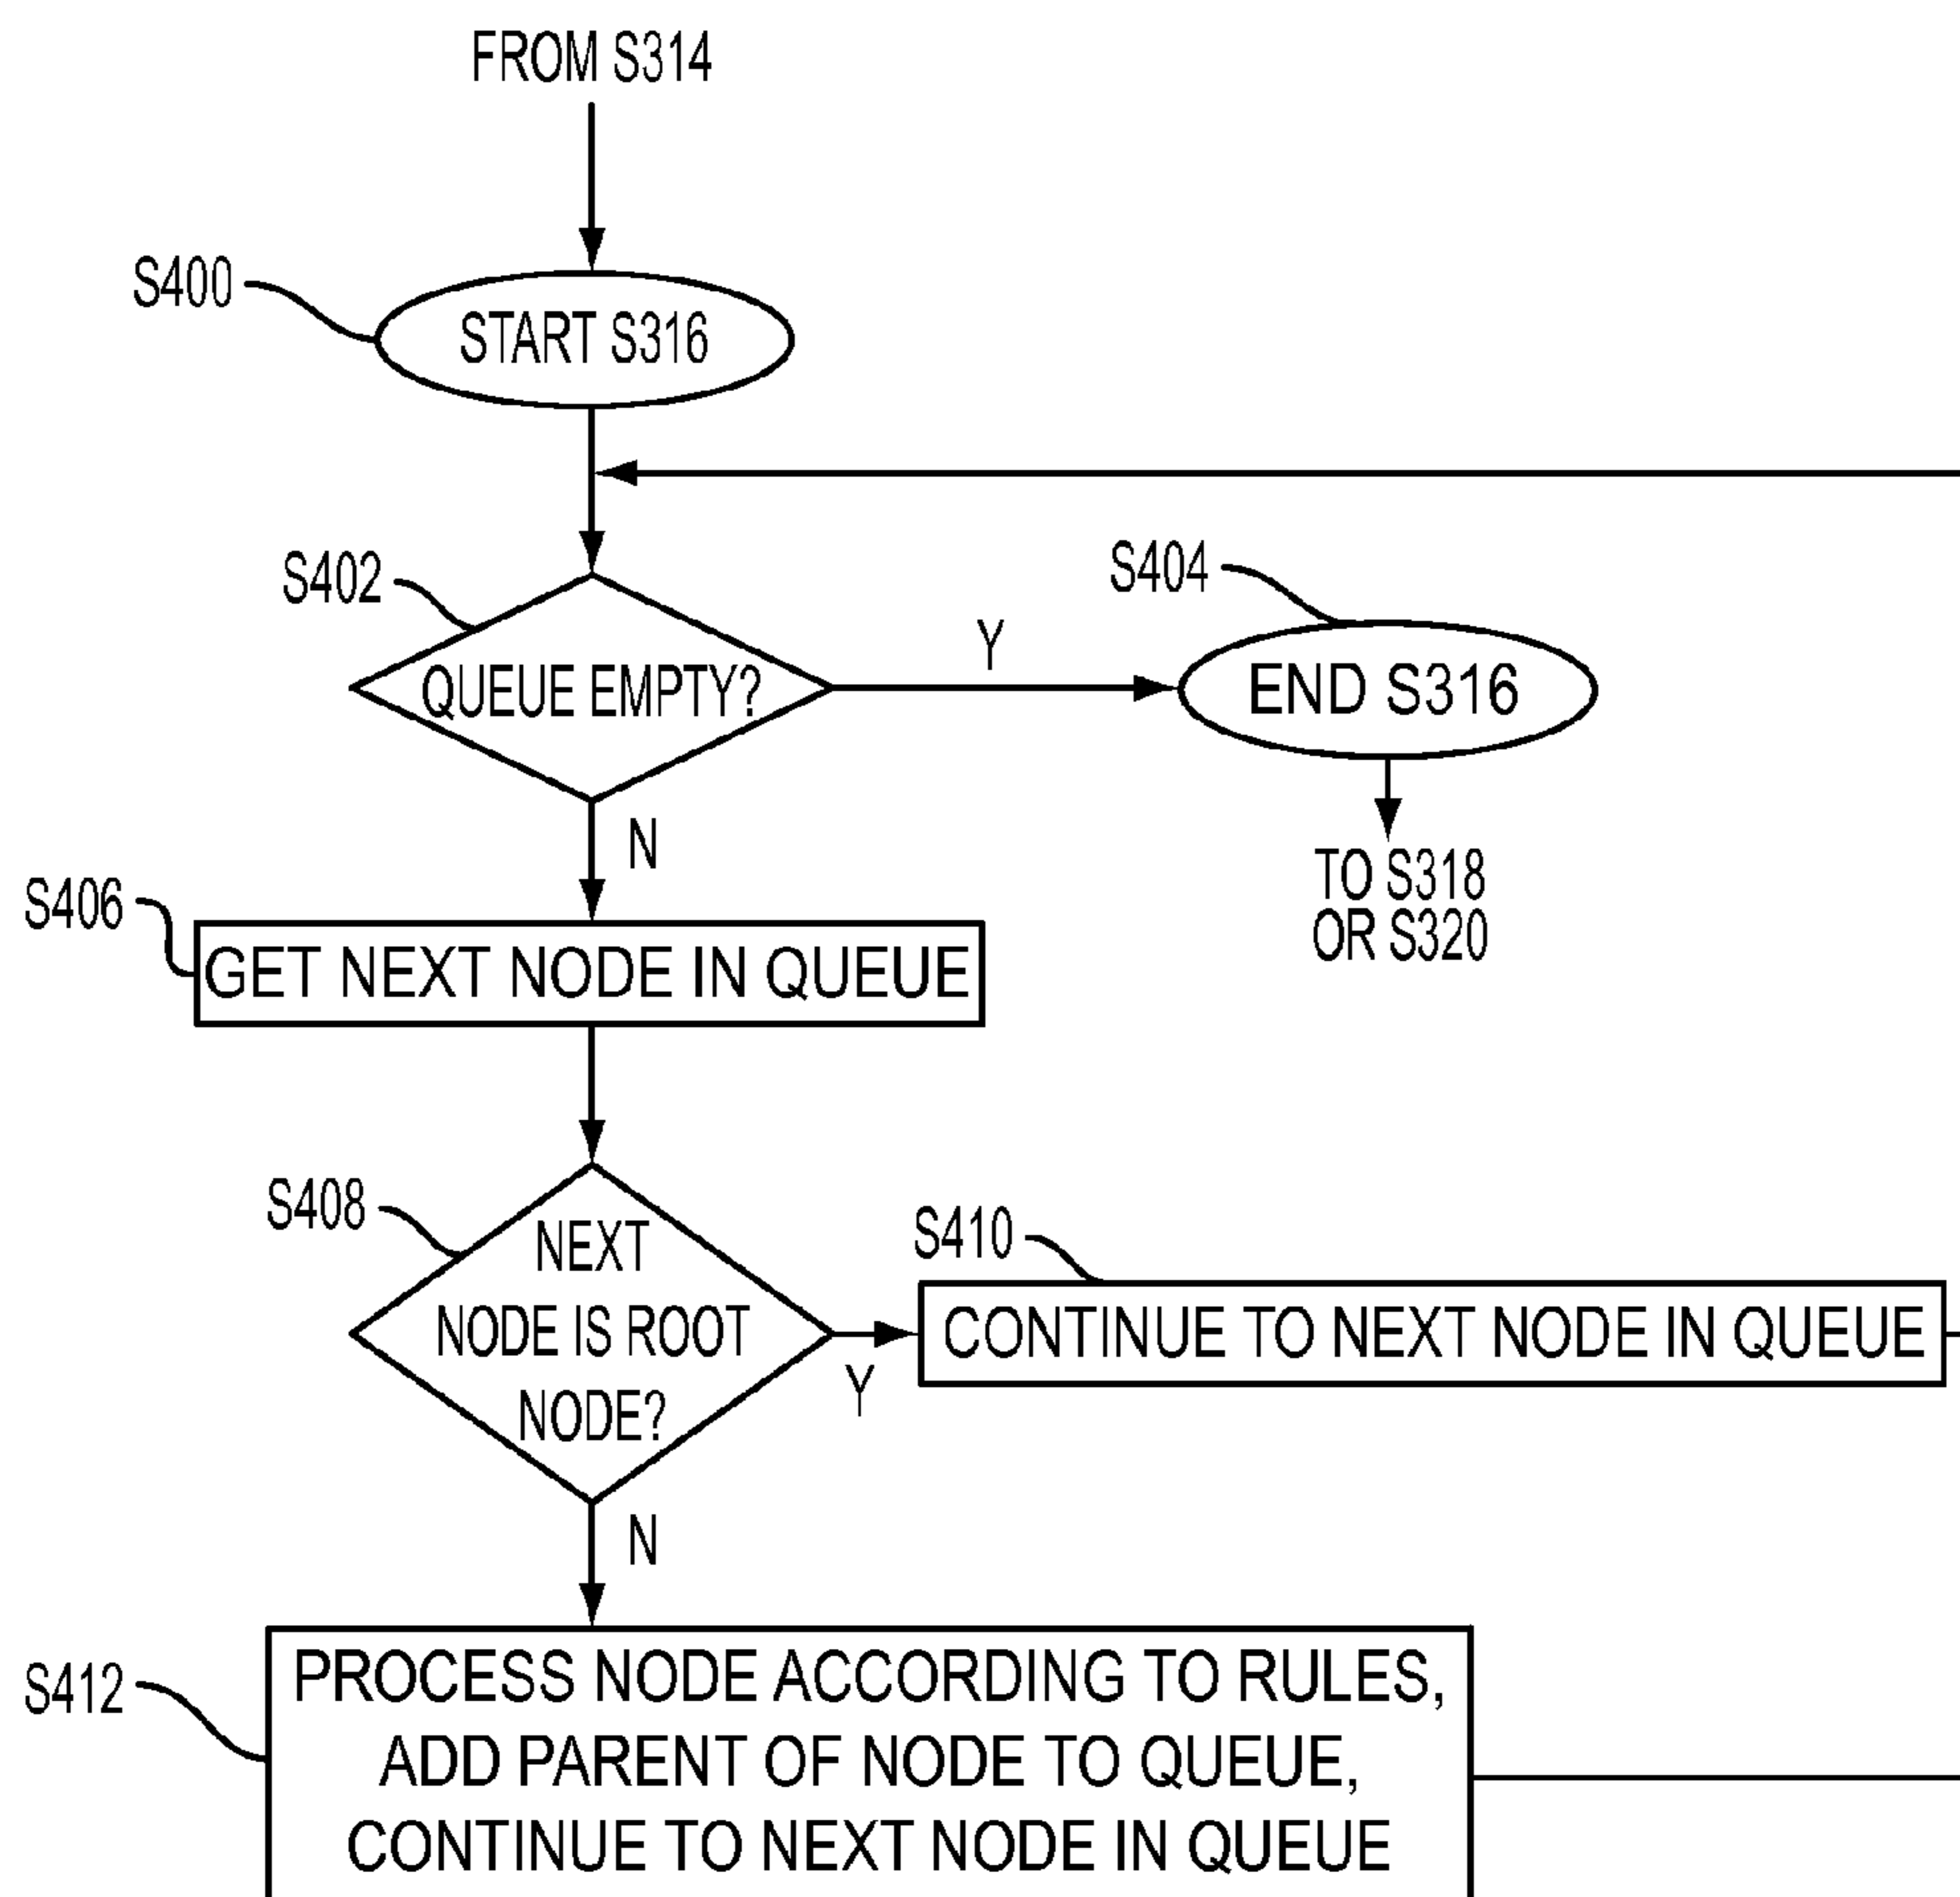 FROM S314
S400
START S316
S402
QUEUE EMPTY?
Y
S404
END S316
N
TO S318
OR S320
S406
GET NEXT NODE IN QUEUE
S408
NEXT
NODE IS ROOT
NODE?
Y
S410
CONTINUE TO NEXT NODE IN QUEUE
N
S412
PROCESS NODE ACCORDING TO RULES,
ADD PARENT OF NODE TO QUEUE,
CONTINUE TO NEXT NODE IN QUEUE